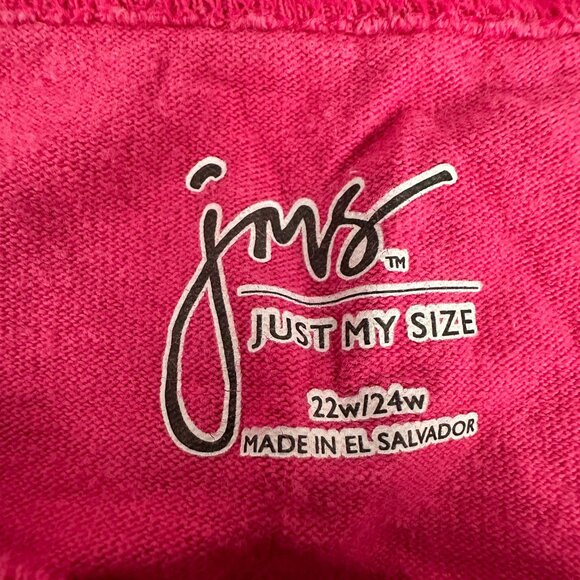 jms™
JUST MY SIZE
22w/24w
MADE IN EL SALVADOR